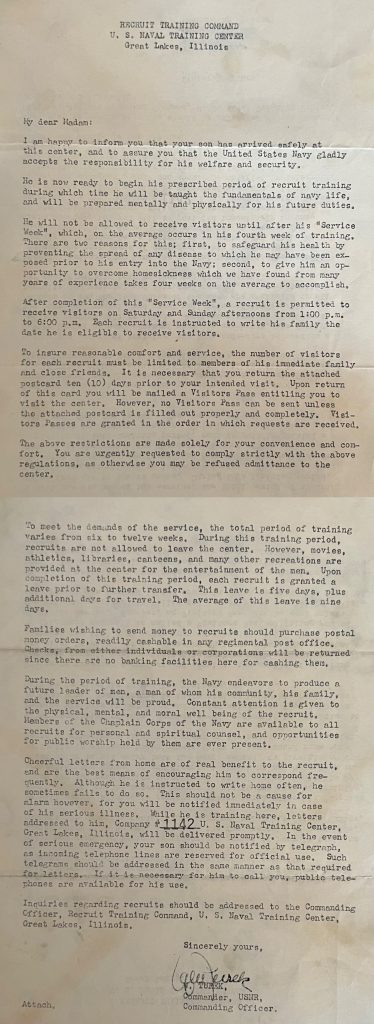 RECRUIT TRAINING COMMAND
U. S. NAVAL TRAINING CENTER
Great Lakes, Illinois
My dear Madam:
I am happy to inform you that your son has arrived safely at
this center, and to assure you that the United States Navy gladly
accepts the responsibility for his welfare and security.
He is now ready to begin his prescribed period of recruit training
during which time he will be taught the fundamentals of navy life,
and will be prepared mentally and physically for his future duties.
He will not be allowed to receive visitors until after his "Service
Week", which, on the average occurs in his fourth week of training.
There are two reasons for this; first, to safeguard his health by
preventing the spread of any disease to which he may have been ex-
posed prior to his entry into the Navy; second, to give him an op-
portunity to overcome homesickness which we have found from many
years of experience takes four weeks on the average to accomplish.
After completion of this "Service Week", a recruit is permitted to
receive visitors on Saturday and Sunday afternoons from 1:00 p.m.
to 6:00 p.m. Each recruit is instructed to write his family the
date he is eligible to receive visitors.
To insure reasonable comfort and service, the number of visitors
for each recruit must be limited to members of his immediate family
and close friends. It is necessary that you return the attached
postcard ten (10) days prior to your intended visit. Upon return
of this card you will be mailed a Visitors Pass entitling you to
visit the center. However, no Visitors Pass can be sent unless
the attached postcard is filled out properly and completely. Visi-
tors Passes are granted in the order in which requests are received.
The above restrictions are made solely for your convenience and com-
fort. You are urgently requested to comply strictly with the above
regulations, as otherwise you may be refused admittance to the
center.
To meet the demands of the service, the total period of training
varies from six to twelve weeks. During this training period,
recruits are not allowed to leave the center. However, movies,
athletics, libraries, canteens, and many other recreations are
provided at the center for the entertainment of the men. Upon
completion of this training period, each recruit is granted a
leave prior to further transfer. This leave is five days, plus
additional days for travel. The average of this leave is nine
days.
Families wishing to send money to recruits should purchase postal
money orders, readily cashable in any regimental post office.
Checks, from either individuals or corporations will be returned
since there are no banking facilities here for cashing them.
During the period of training, the Navy endeavors to produce a
future leader of men, a man of whom his community, his family,
and the service will be proud. Constant attention is given to
the physical, mental, and moral well being of the recruit.
Members of the Chaplain Corps of the Navy are available to all
recruits for personal and spiritual counsel, and opportunities
for public worship held by them are ever present.
Cheerful letters from home are of real benefit to the recruit,
and are the best means of encouraging him to correspond fre-
quently. Although he is instructed to write home often, he
sometimes fails to do so. This should not be a cause for
alarm however, for you will be notified immediately in case
of his serious illness. While he is training here, letters
addressed to him, Company # 1142 U. S. Naval Training Center,
Great Lakes, Illinois, will be delivered promptly. In the event
of serious emergency, your son should be notified by telegraph,
as incoming telephone lines are reserved for official use. Such
telegrams should be addressed in the same manner as that required
for letters. If it is necessary for him to call you, public tele-
phones are available for his use.
Inquiries regarding recruits should be addressed to the Commanding
Officer, Recruit Training Command, U. S. Naval Training Center,
Great Lakes, Illinois.
Sincerely yours,
TUREK,
Commander, USNR,
Commanding Officer.
Attach.